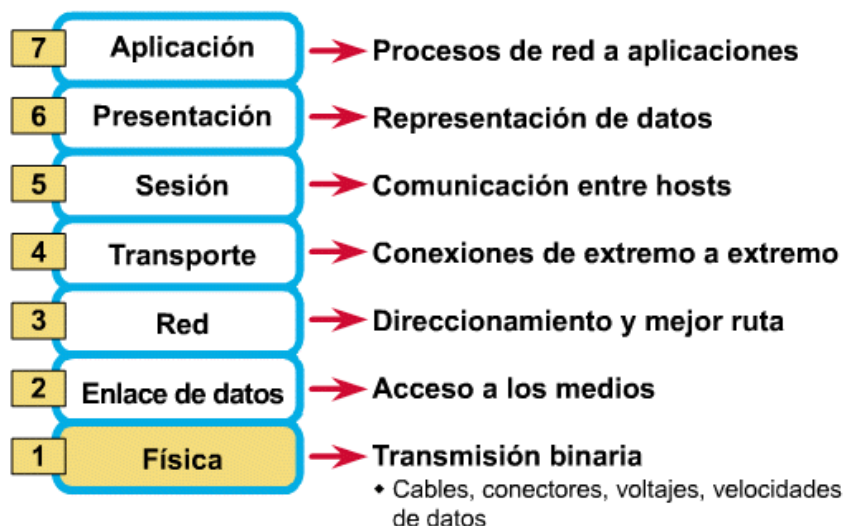 7 Aplicación Procesos de red a aplicaciones
6 Presentación Representación de datos
5 Sesión Comunicación entre hosts
4 Transporte Conexiones de extremo a extremo
3 Red Direccionamiento y mejor ruta
2 Enlace de datos Acceso a los medios
1 Física Transmisión binaria
• Cables, conectores, voltajes, velocidades
de datos